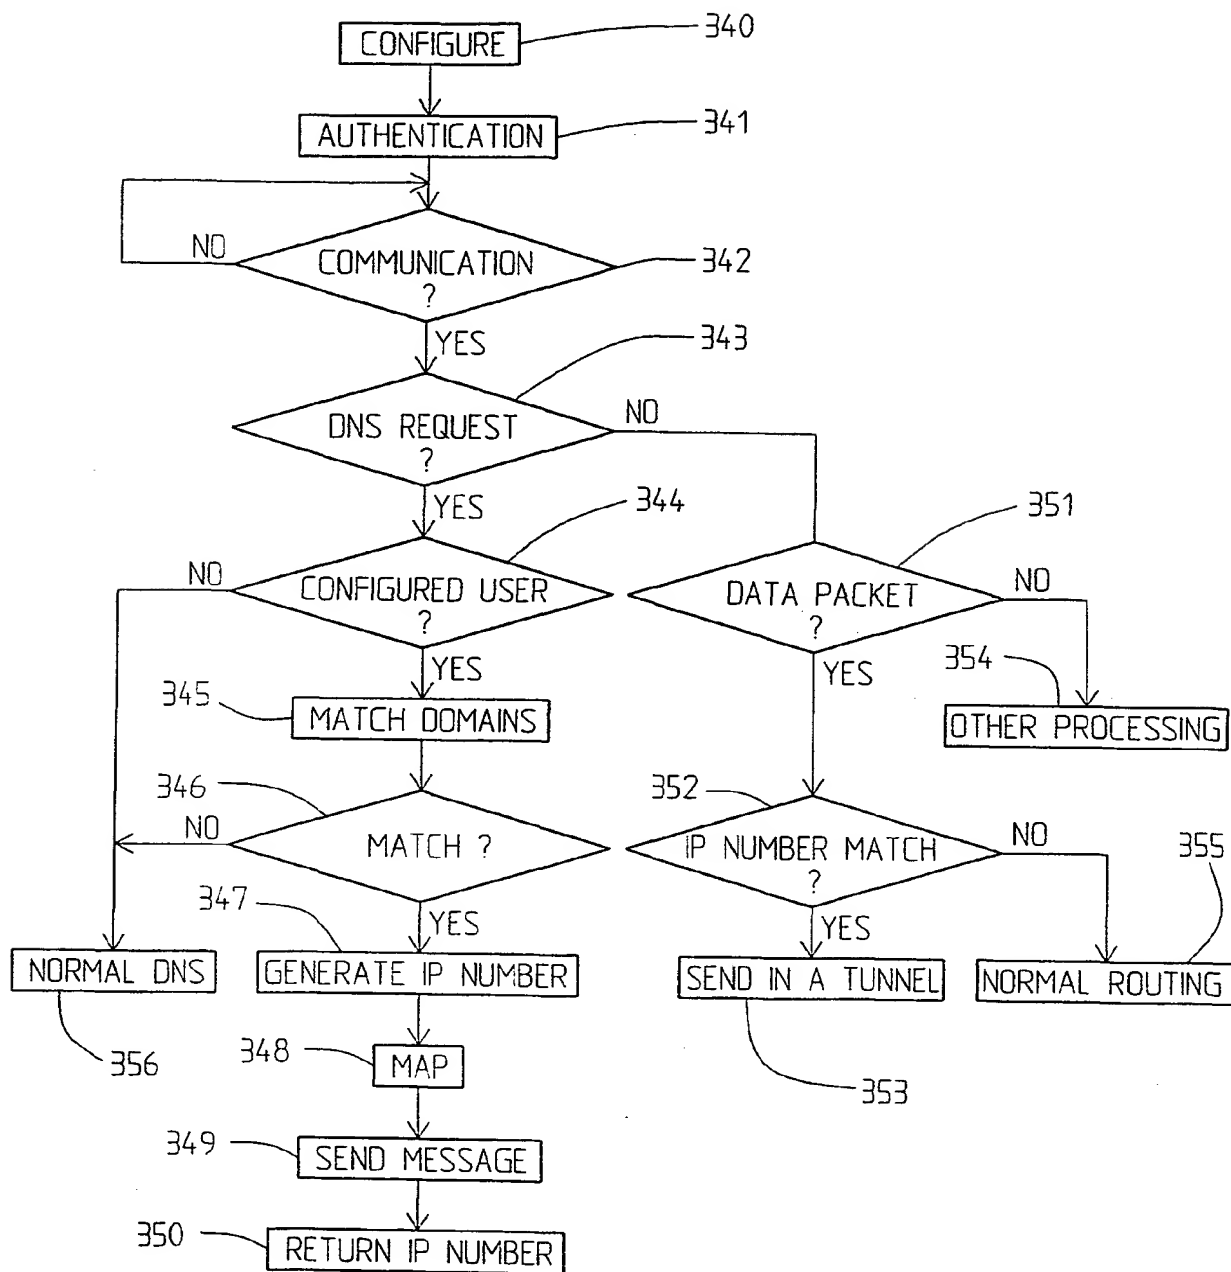 CONFIGURE
340
AUTHENTICATION
341
COMMUNICATION
?
342
NO
YES
343
DNS REQUEST
?
NO
YES
344
351
CONFIGURED USER
?
NO
DATA PACKET
?
NO
YES
YES
345
MATCH DOMAINS
354
OTHER PROCESSING
346
MATCH ?
NO
352
IP NUMBER MATCH
?
NO
355
347
YES
YES
NORMAL DNS
GENERATE IP NUMBER
SEND IN A TUNNEL
NORMAL ROUTING
356
348
MAP
353
349
SEND MESSAGE
350
RETURN IP NUMBER